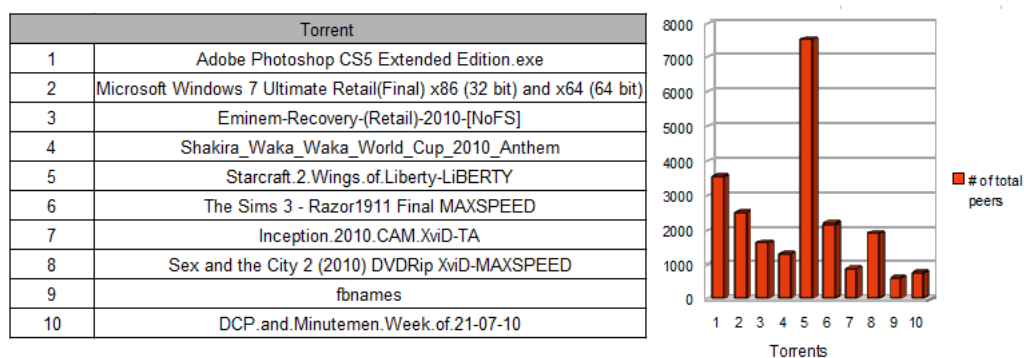 Torrent
1 Adobe Photoshop CS5 Extended Edition.exe
2 Microsoft Windows 7 Ultimate Retail(Final) x86 (32 bit) and x64 (64 bit)
3 Eminem-Recovery-(Retail)-2010-[NoFS]
4 Shakira_Waka_Waka_World_Cup_2010_Anthem
5 Starcraft.2.Wings.of.Liberty-LiBERTY
6 The Sims 3 - Razor1911 Final MAXSPEED
7 Inception.2010.CAM.XviD-TA
8 Sex and the City 2 (2010) DVDRip XviD-MAXSPEED
9 fbnames
10 DCP.and.Minutemen.Week.of.21-07-10
8000
7000
6000
5000
4000
3000
2000
1000
0
1 2 3 4 5 6 7 8 9 10
Torrents
# of total
peers